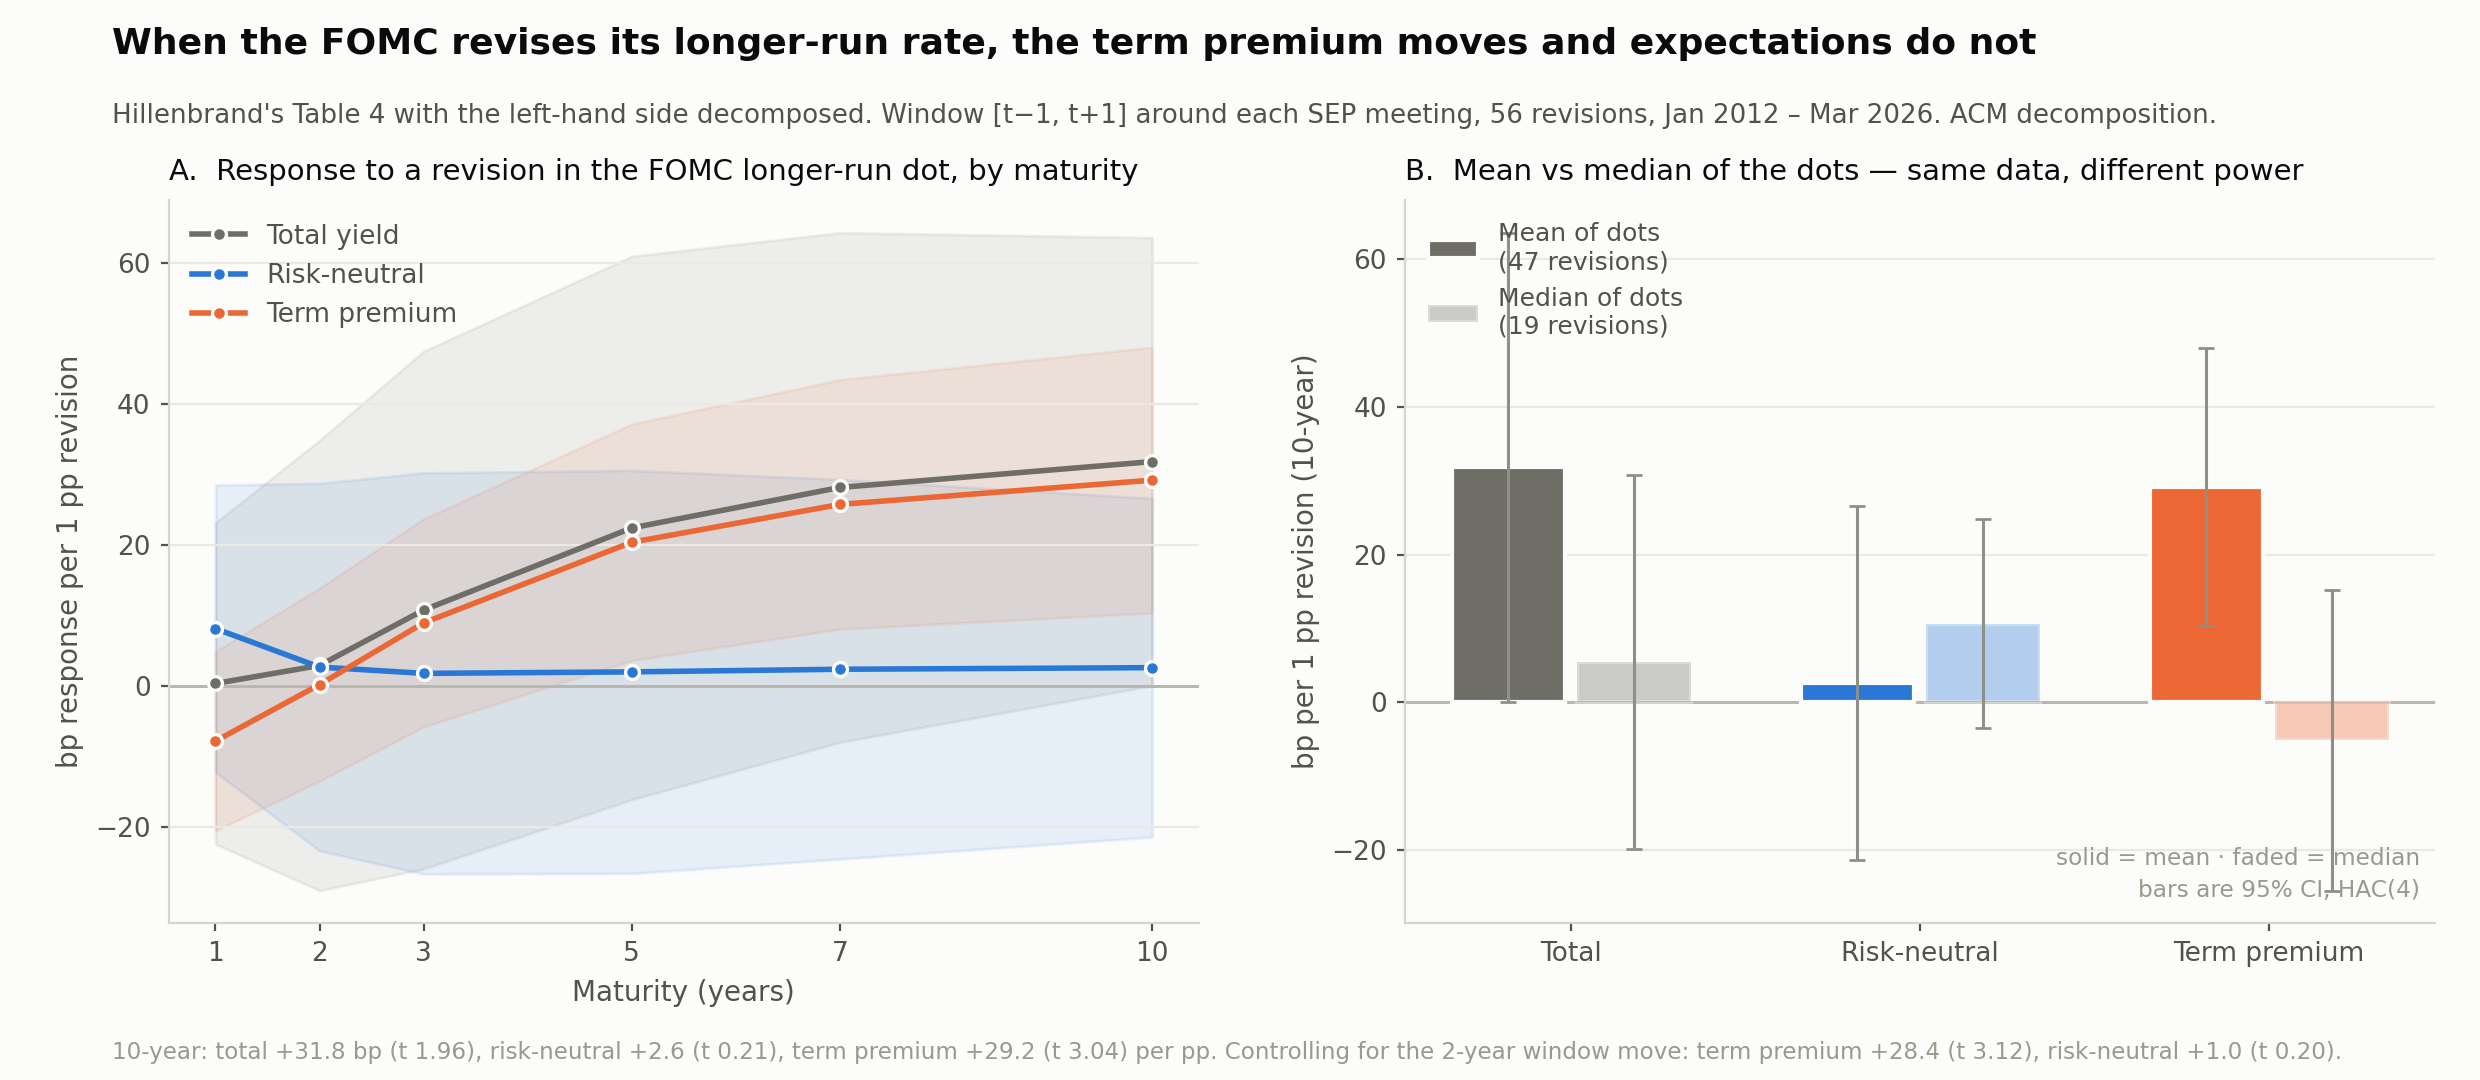 When the FOMC revises its longer-run rate, the term premium moves and expectations do not
Hillenbrand's Table 4 with the left-hand side decomposed. Window [t−1, t+1] around each SEP meeting, 56 revisions, Jan 2012 – Mar 2026. ACM decomposition.
A.  Response to a revision in the FOMC longer-run dot, by maturity
Total yield
Risk-neutral
Term premium
bp response per 1 pp revision
60
40
20
0
−20
1 2 3 5 7 10
Maturity (years)
B.  Mean vs median of the dots — same data, different power
Mean of dots
(47 revisions)
Median of dots
(19 revisions)
bp per 1 pp revision (10-year)
60
40
20
0
−20
solid = mean · faded = median
bars are 95% CI, HAC(4)
Total Risk-neutral Term premium
10-year: total +31.8 bp (t 1.96), risk-neutral +2.6 (t 0.21), term premium +29.2 (t 3.04) per pp. Controlling for the 2-year window move: term premium +28.4 (t 3.12), risk-neutral +1.0 (t 0.20).